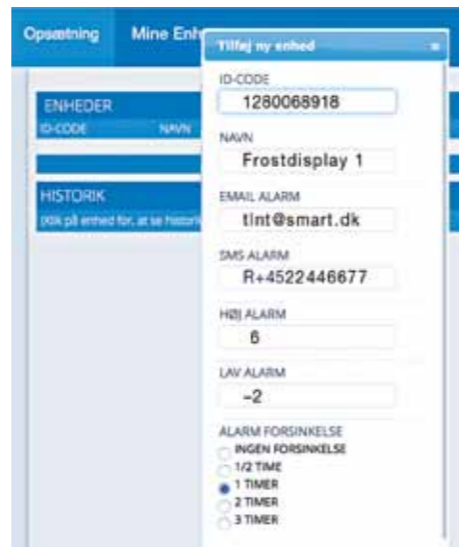 Opsætning Mine Enh
Tilføj ny enhed
ENHEDER
ID-CODE NAVN
HISTORIK
(Klik på enhed for, at se histori
ID-CODE
1280068918
NAVN
Frostdisplay 1
EMAIL ALARM
tlnt@smart.dk
SMS ALARM
R+4522446677
HØJ ALARM
6
LAV ALARM
-2
ALARM FORSINKELSE
INGEN FORSINKELSE
1/2 TIME
1 TIMER
2 TIMER
3 TIMER